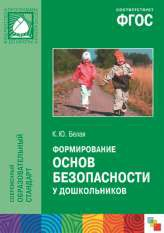 СООТВЕТСТВУЕТ
ФГОС
К. Ю. Белая
ФОРМИРОВАНИЕ
ОСНОВ
БЕЗОПАСНОСТИ
У ДОШКОЛЬНИКОВ
СОВРЕМЕННЫЙ
ОБРАЗОВАТЕЛЬНЫЙ
СТАНДАРТ